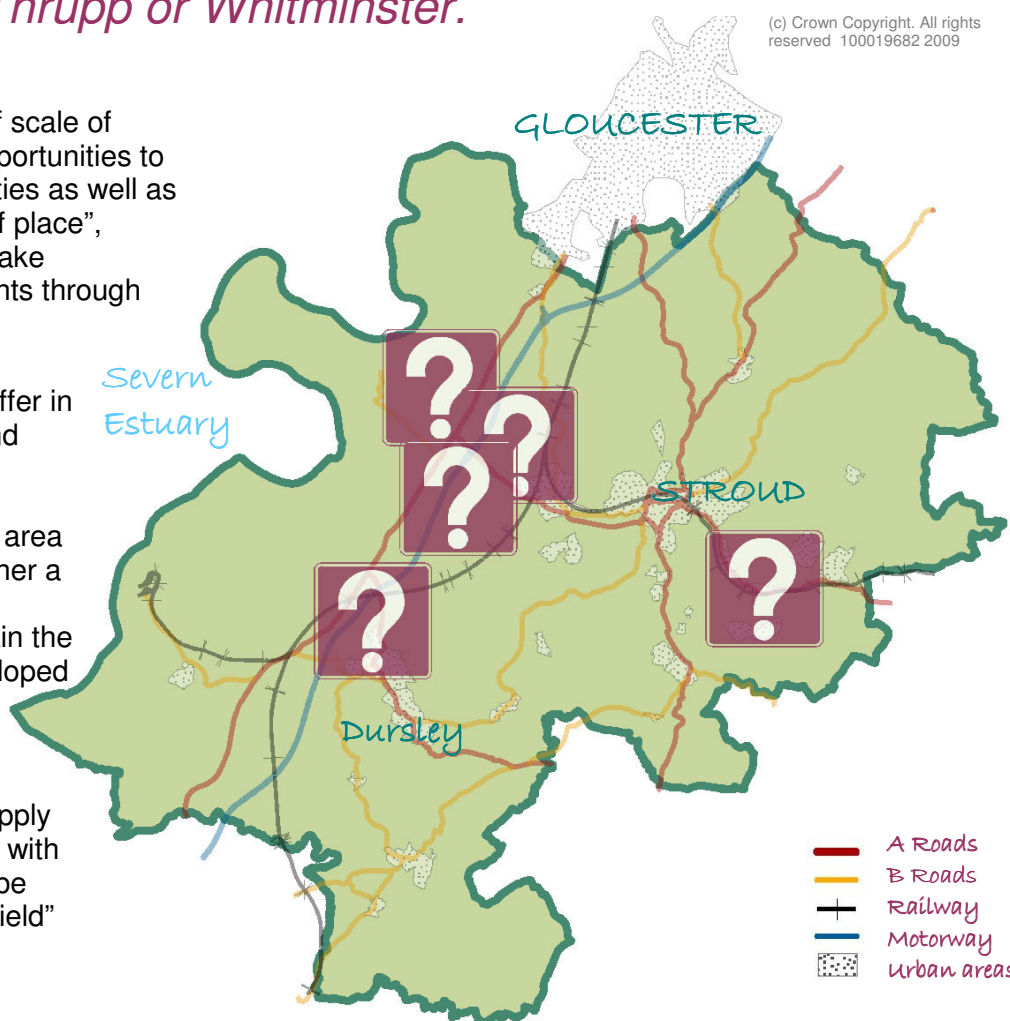 Thrupp or Whitminster.
(c) Crown Copyright. All rights
reserved 100019682 2009
scale of
portunities to
ties as well as
f place”,
ake
nts through
ffer in
nd
area
her a
in the
loped
pply
with
be
ield”
GLOUCESTER
Severn
Estuary
STROUD
Dursley
?
?
?
?
?
A Roads
B Roads
Railway
Motorway
Urban areas